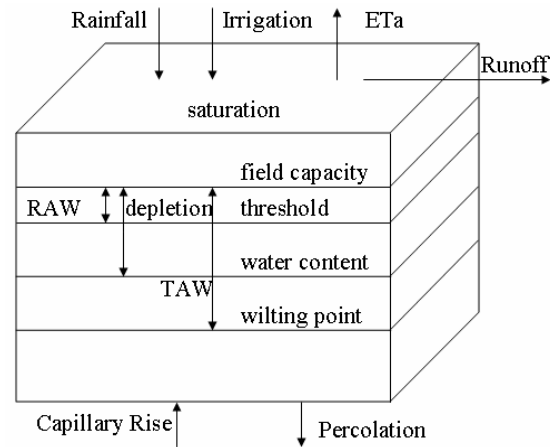 Rainfall Irrigation ETa
Runoff
saturation
field capacity
RAW depletion threshold
water content
TAW
wilting point
Capillary Rise Percolation